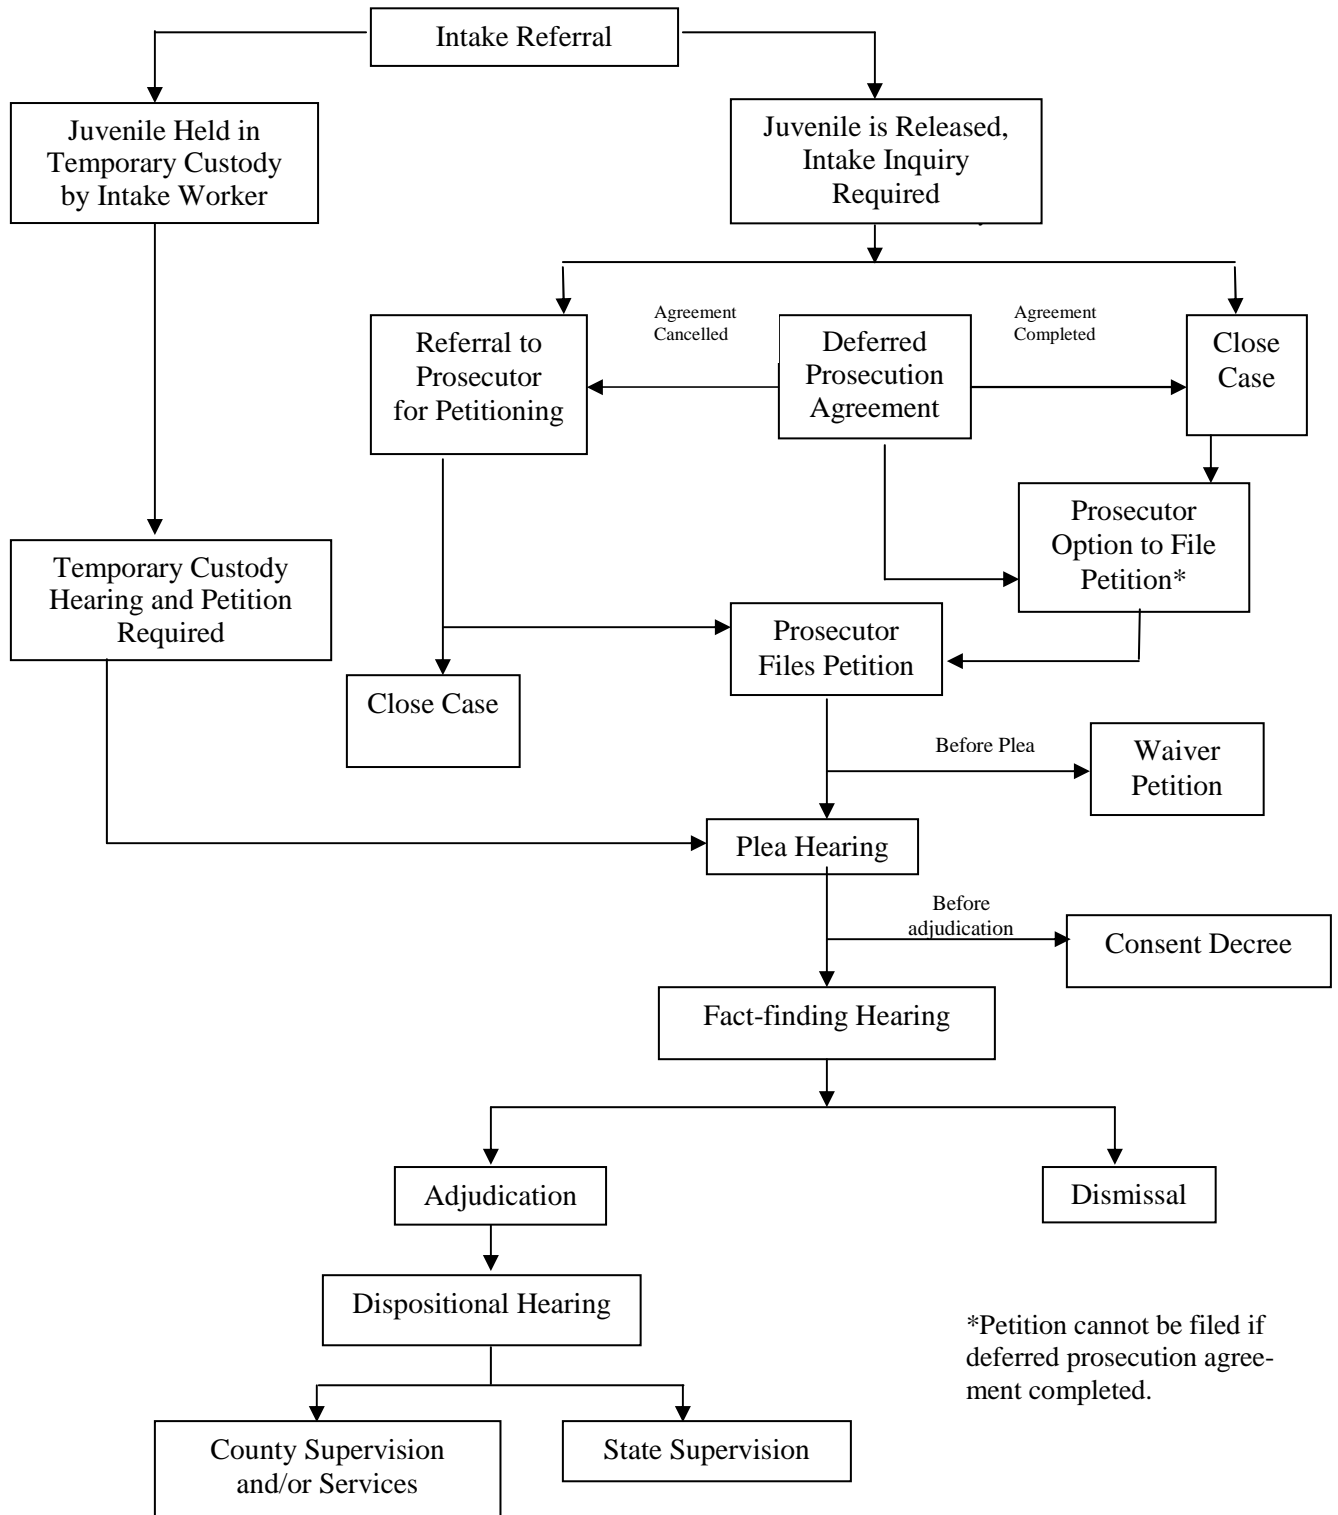 Intake Referral
Juvenile Held in
Temporary Custody
by Intake Worker
Juvenile is Released,
Intake Inquiry
Required
Agreement
Cancelled
Agreement
Completed
Referral to
Prosecutor
for Petitioning
Deferred
Prosecution
Agreement
Close
Case
Prosecutor
Option to File
Petition*
Temporary Custody
Hearing and Petition
Required
Prosecutor
Files Petition
Close Case
Before Plea
Waiver
Petition
Plea Hearing
Before
adjudication
Consent Decree
Fact-finding Hearing
Adjudication
Dismissal
Dispositional Hearing
*Petition cannot be filed if
deferred prosecution agree-
ment completed.
County Supervision
and/or Services
State Supervision